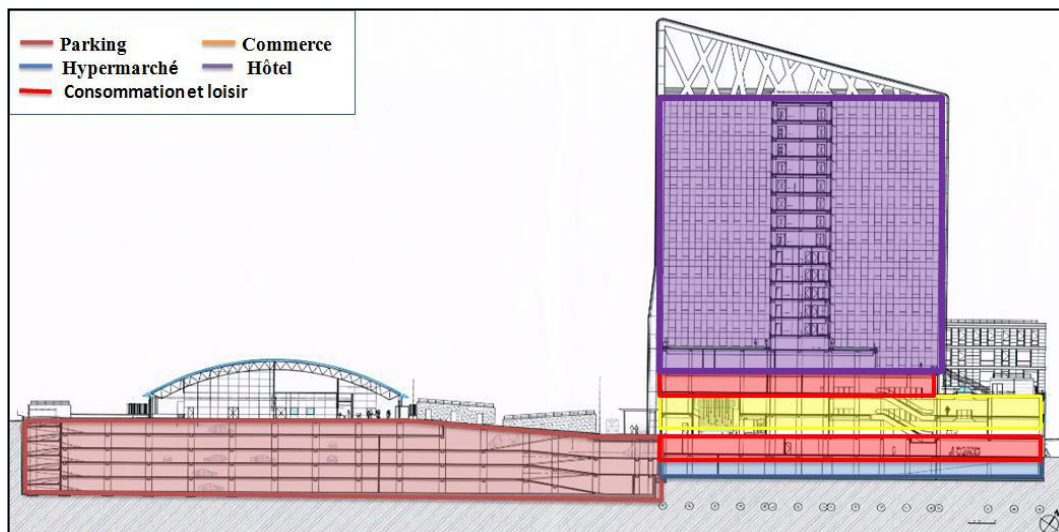 Parking
Commerce
Hypermarché
Hôtel
Consommation et loisir